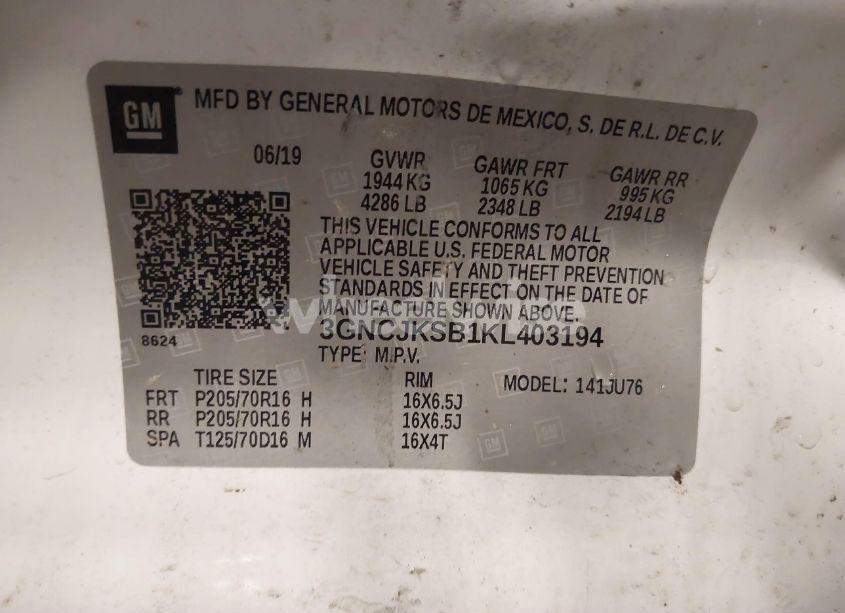 GM
MFD BY GENERAL MOTORS DE MEXICO, S. DE R.L. DE C.V.
06/19 GVWR GAWR FRT GAWR RR
1944 KG 1065 KG 995 KG
4286 LB 2348 LB 2194 LB
THIS VEHICLE CONFORMS TO ALL
APPLICABLE U.S. FEDERAL MOTOR
VEHICLE SAFETY AND THEFT PREVENTION
STANDARDS IN EFFECT ON THE DATE OF
MANUFACTURE SHOWN ABOVE.
8624 3GNCJKSB1KL403194
TYPE: M.P.V.
TIRE SIZE RIM MODEL: 141JU76
FRT P205/70R16 H 16X6.5J
RR P205/70R16 H 16X6.5J
SPA T125/70D16 M 16X4T